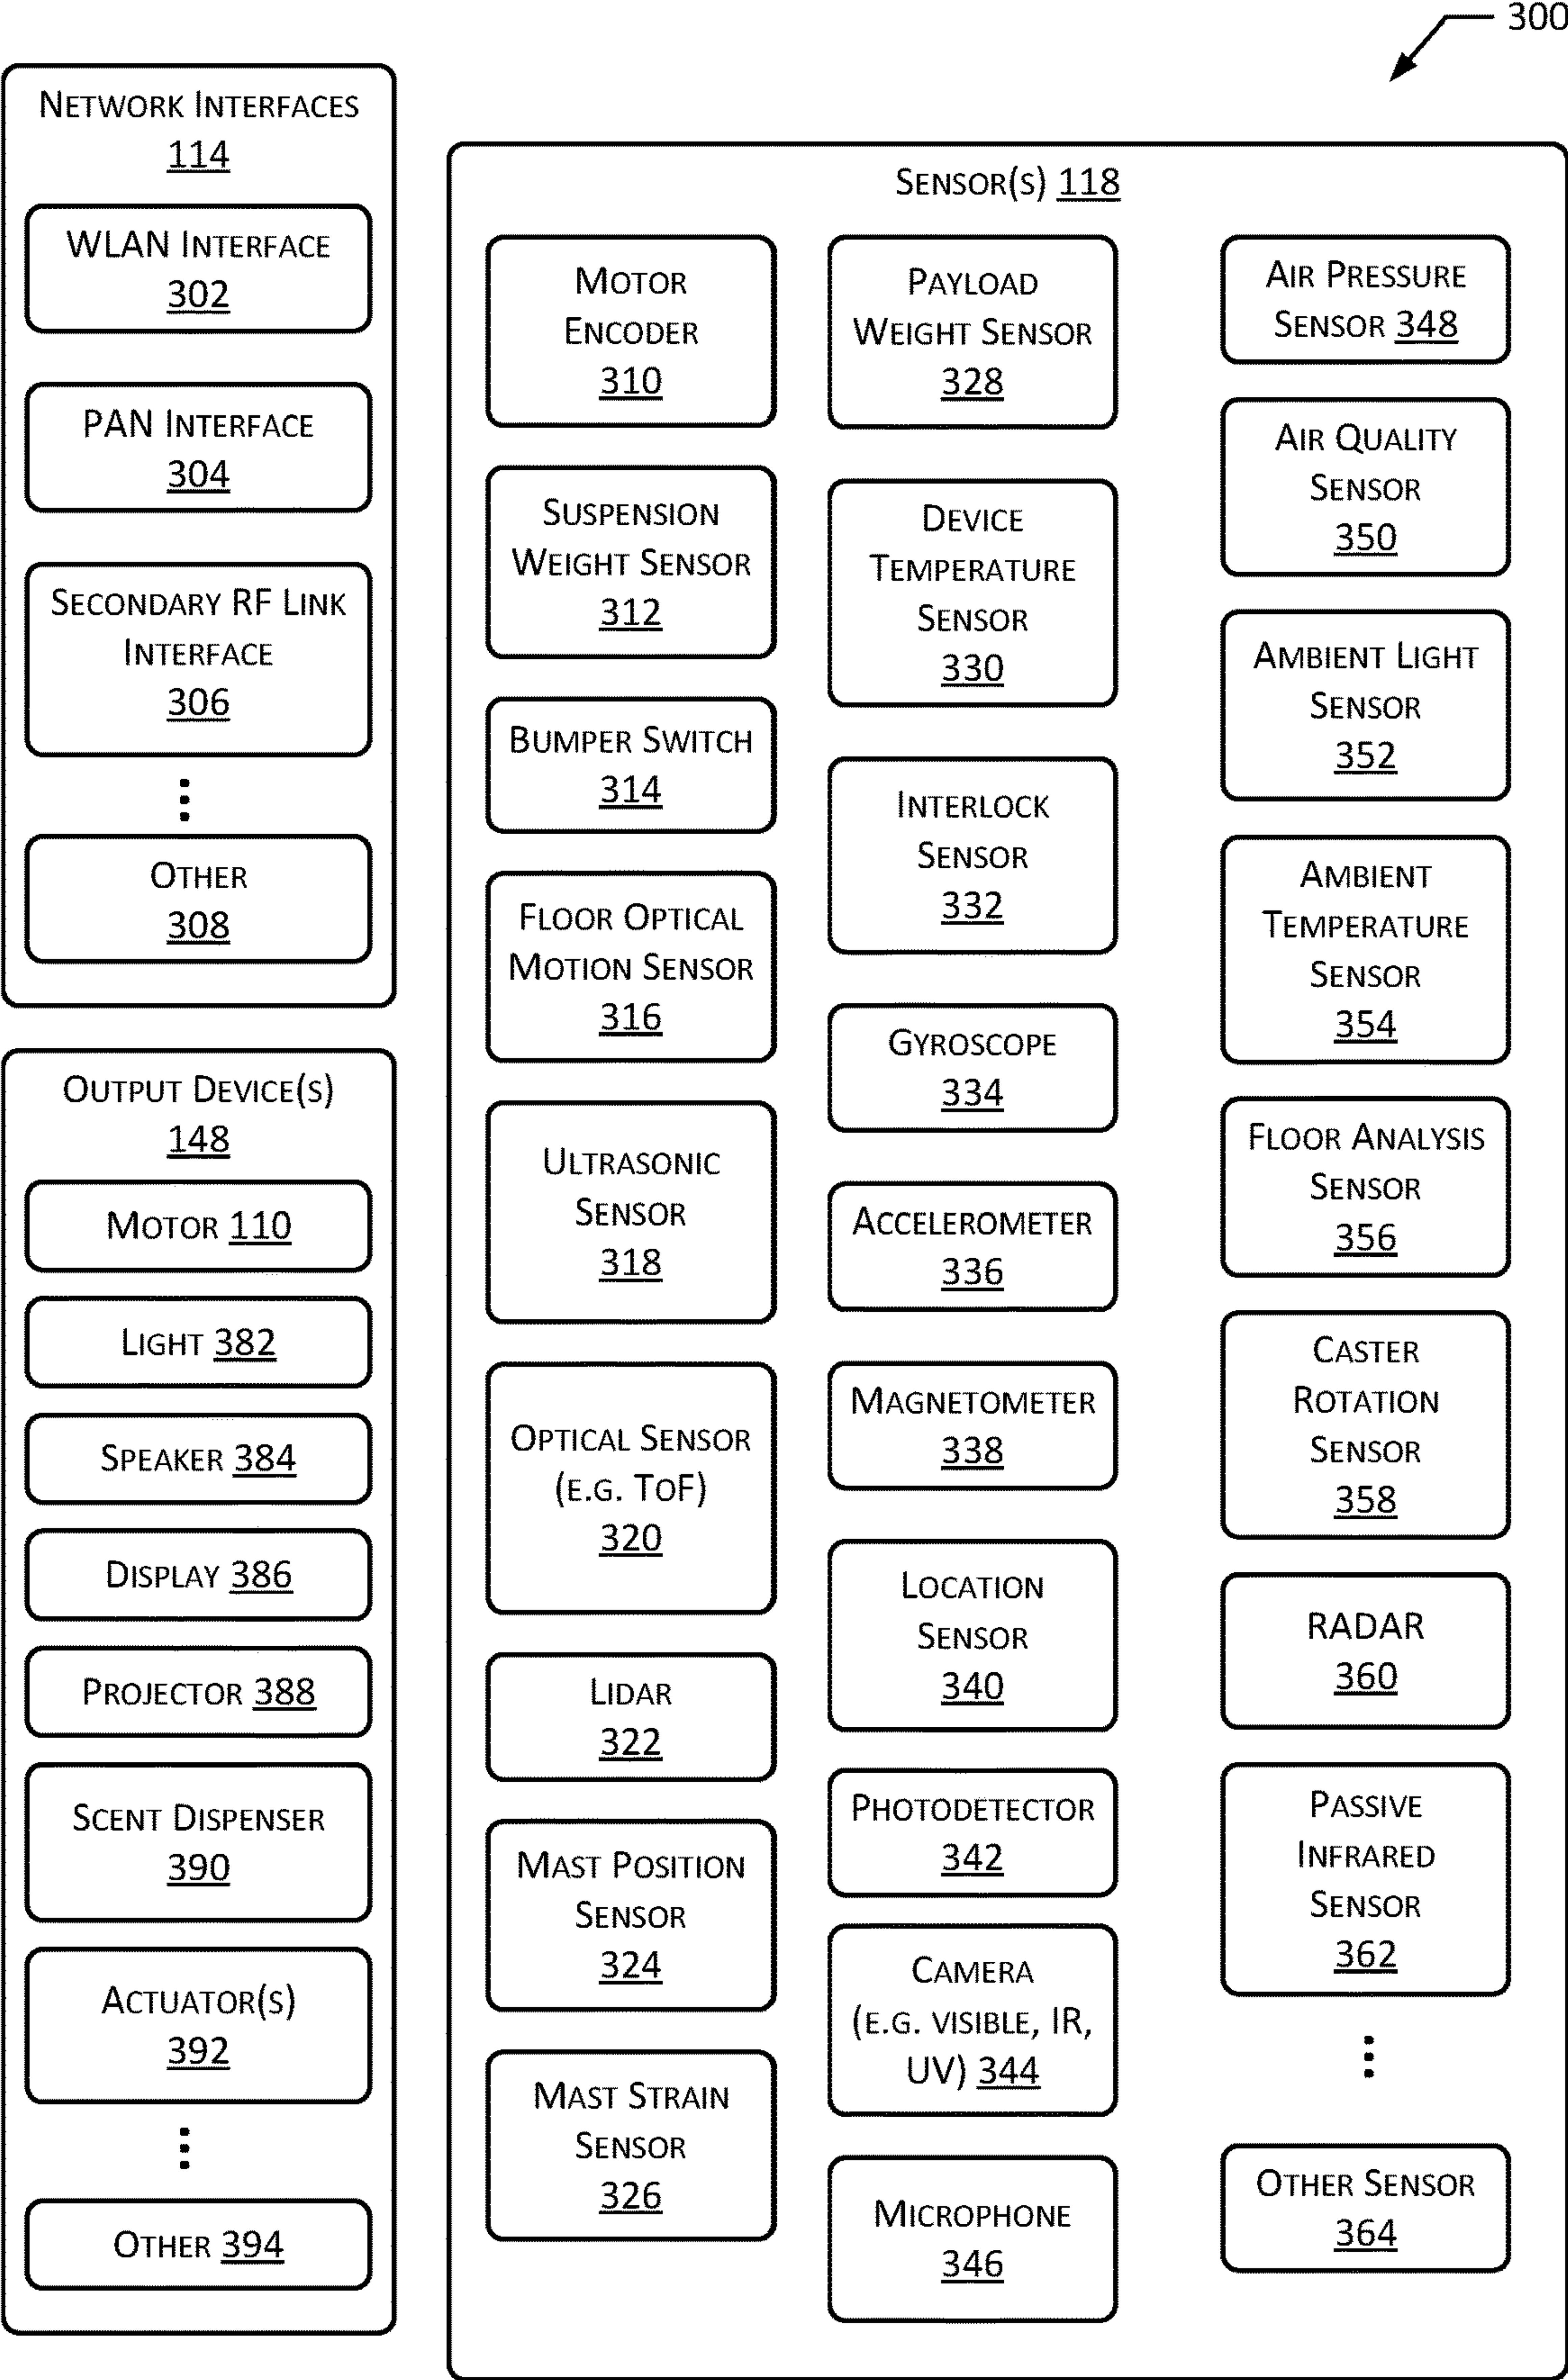 300
NETWORK INTERFACES
114
WLAN INTERFACE
302
PAN INTERFACE
304
SECONDARY RF LINK
INTERFACE
306
OTHER
308
OUTPUT DEVICE(S)
148
MOTOR 110
LIGHT 382
SPEAKER 384
DISPLAY 386
PROJECTOR 388
SCENT DISPENSER
390
ACTUATOR(S)
392
OTHER 394
SENSOR(S) 118
MOTOR
ENCODER
310
SUSPENSION
WEIGHT SENSOR
312
BUMPER SWITCH
314
FLOOR OPTICAL
MOTION SENSOR
316
ULTRASONIC
SENSOR
318
OPTICAL SENSOR
(E.G. TOF)
320
LIDAR
322
MAST POSITION
SENSOR
324
MAST STRAIN
SENSOR
326
PAYLOAD
WEIGHT SENSOR
328
DEVICE
TEMPERATURE
SENSOR
330
INTERLOCK
SENSOR
332
GYROSCOPE
334
ACCELEROMETER
336
MAGNETOMETER
338
LOCATION
SENSOR
340
PHOTODETECTOR
342
CAMERA
(E.G. VISIBLE, IR,
UV) 344
MICROPHONE
346
AIR PRESSURE
SENSOR 348
AIR QUALITY
SENSOR
350
AMBIENT LIGHT
SENSOR
352
AMBIENT
TEMPERATURE
SENSOR
354
FLOOR ANALYSIS
SENSOR
356
CASTER
ROTATION
SENSOR
358
RADAR
360
PASSIVE
INFRARED
SENSOR
362
OTHER SENSOR
364